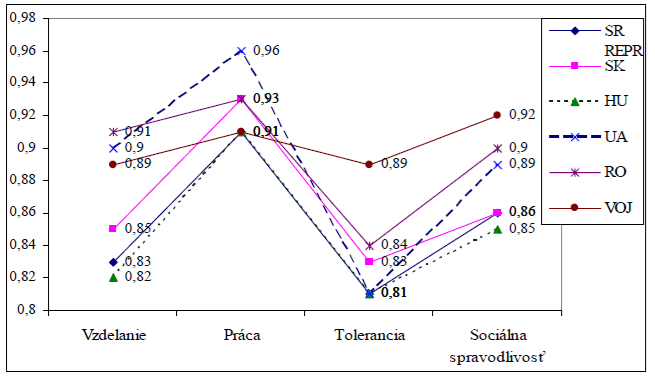 0,98
0,96
0,94
0,92
0,9
0,88
0,86
0,84
0,82
0,8
0,91
0,9
0,89
0,85
0,83
0,82
0,96
0,93
0,91
0,89
0,84
0,83
0,81
0,92
0,9
0,89
0,86
0,85
Vzdelanie
Práca
Tolerancia
Sociálna
spravodlivosť
SR
REPR
SK
HU
UA
RO
VOJ